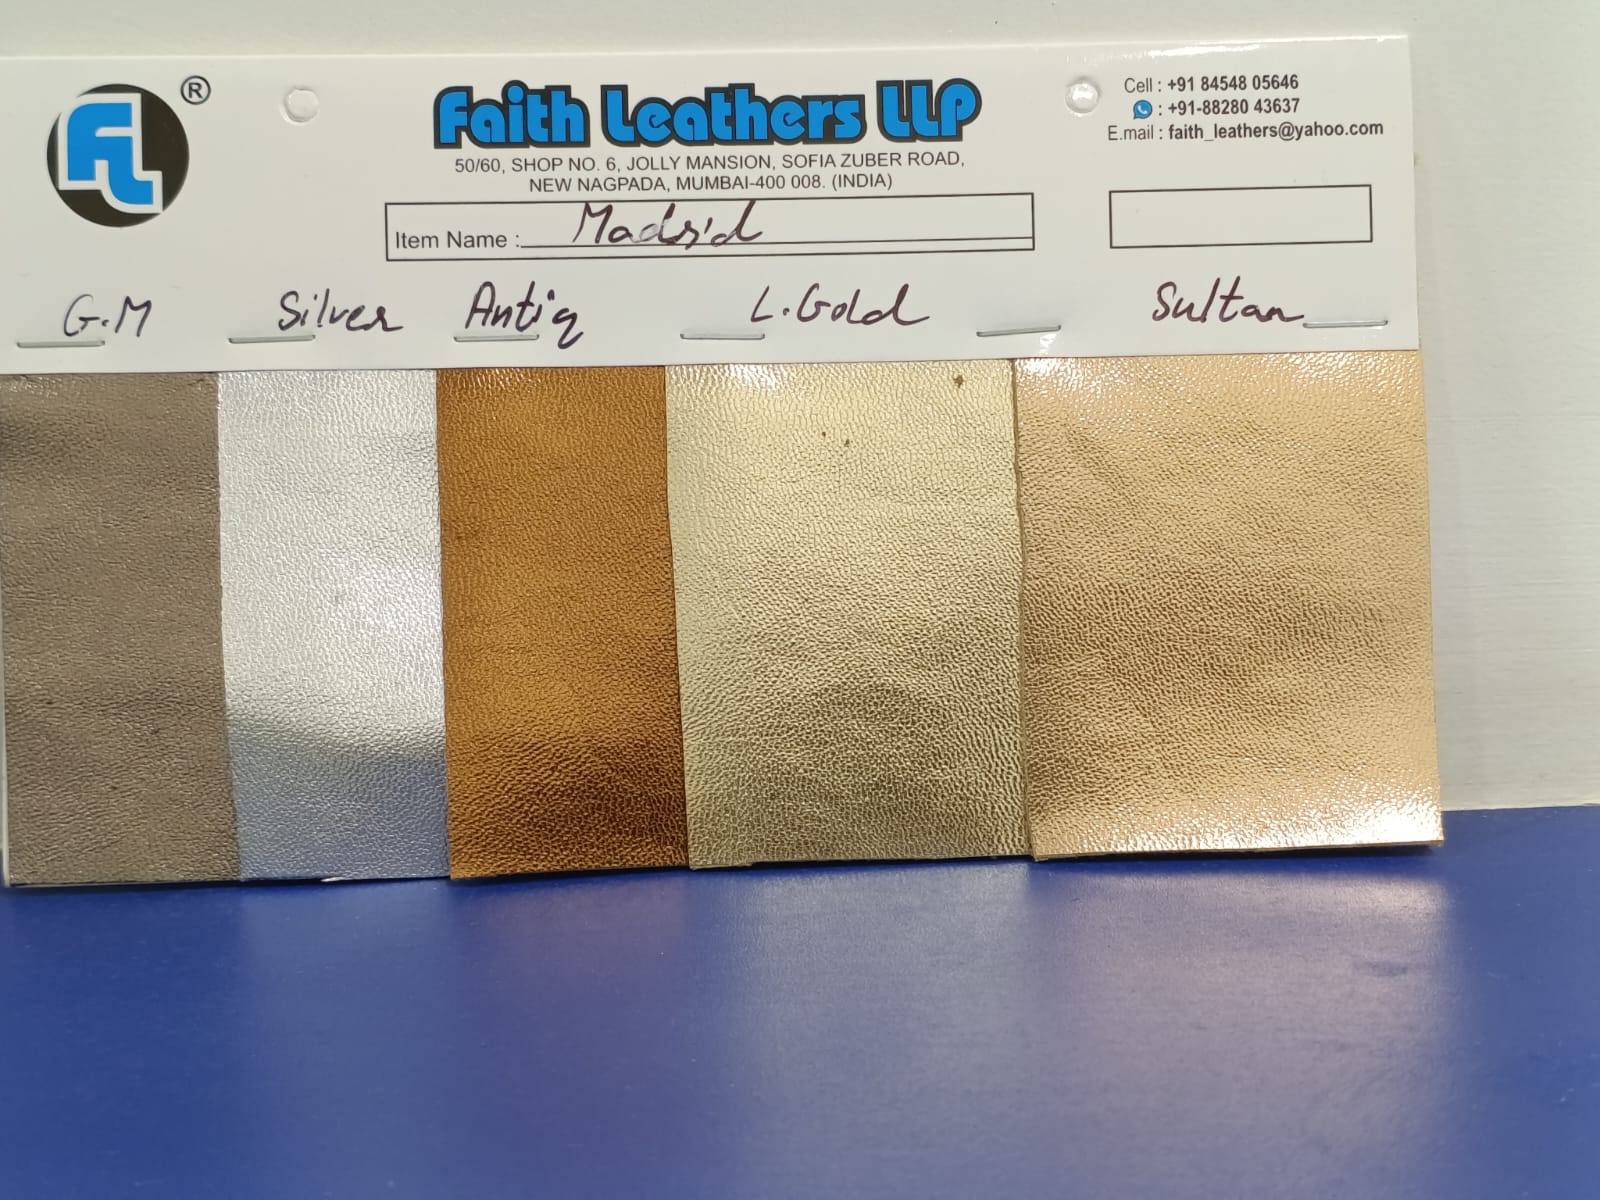 FL ®
Faith Leathers LLP
50/60, SHOP NO. 6, JOLLY MANSION, SOFIA ZUBER ROAD,
NEW NAGPADA, MUMBAI-400 008. (INDIA)
Cell : +91 84548 05646
: +91-88280 43637
E.mail : faith_leathers@yahoo.com
Item Name : Madrid
G.M Silver Antiq L.Gold Sultan